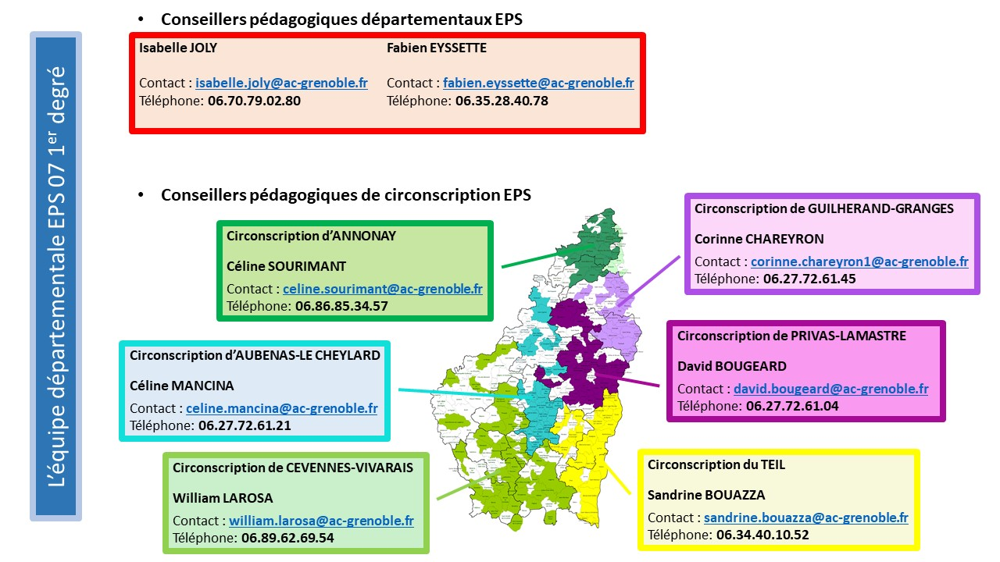 L'équipe départementale EPS 07 1er degré
• Conseillers pédagogiques départementaux EPS
Isabelle JOLY
Contact : isabelle.joly@ac-grenoble.fr
Téléphone: 06.70.79.02.80
Fabien EYSSETTE
Contact : fabien.eyssette@ac-grenoble.fr
Téléphone: 06.35.28.40.78
• Conseillers pédagogiques de circonscription EPS
Circonscription d'ANNONAY
Céline SOURIMANT
Contact : celine.sourimant@ac-grenoble.fr
Téléphone: 06.86.85.34.57
Circonscription de GUILHERAND-GRANGES
Corinne CHAREYRON
Contact : corinne.chareyron1@ac-grenoble.fr
Téléphone: 06.27.72.61.45
Circonscription d'AUBENAS-LE CHEYLARD
Céline MANCINA
Contact : celine.mancina@ac-grenoble.fr
Téléphone: 06.27.72.61.21
Circonscription de PRIVAS-LAMASTRE
David BOUGEARD
Contact : david.bougeard@ac-grenoble.fr
Téléphone: 06.27.72.61.04
Circonscription de CEVENNES-VIVARAIS
William LAROSA
Contact : william.larosa@ac-grenoble.fr
Téléphone: 06.89.62.69.54
Circonscription du TEIL
Sandrine BOUAZZA
Contact : sandrine.bouazza@ac-grenoble.fr
Téléphone: 06.34.40.10.52